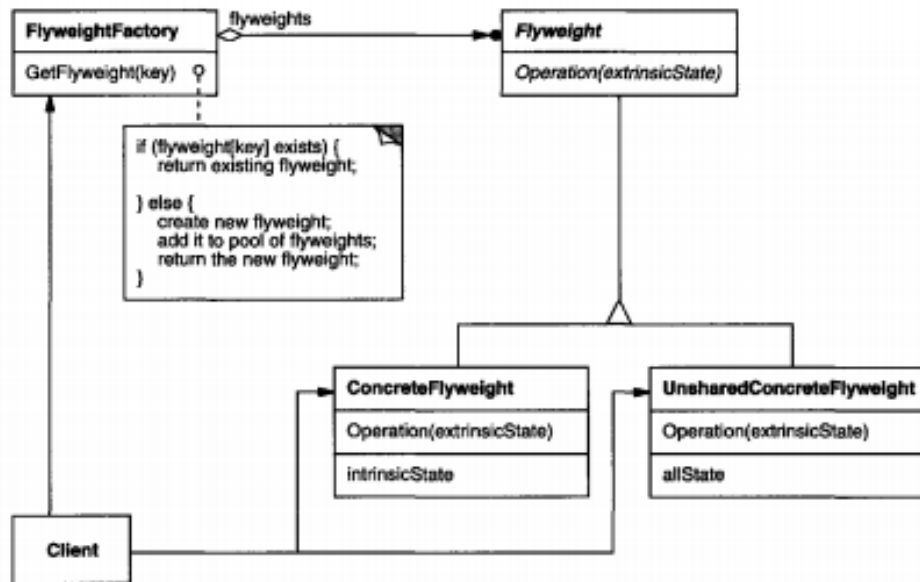 FlyweightFactory
flyweights
Flyweight
GetFlyweight(key)
Operation(extrinsicState)
if (flyweight[key] exists) {
return existing flyweight;
} else {
create new flyweight;
add it to pool of flyweights;
return the new flyweight;
}
ConcreteFlyweight
Operation(extrinsicState)
intrinsicState
UnsharedConcreteFlyweight
Operation(extrinsicState)
allState
Client